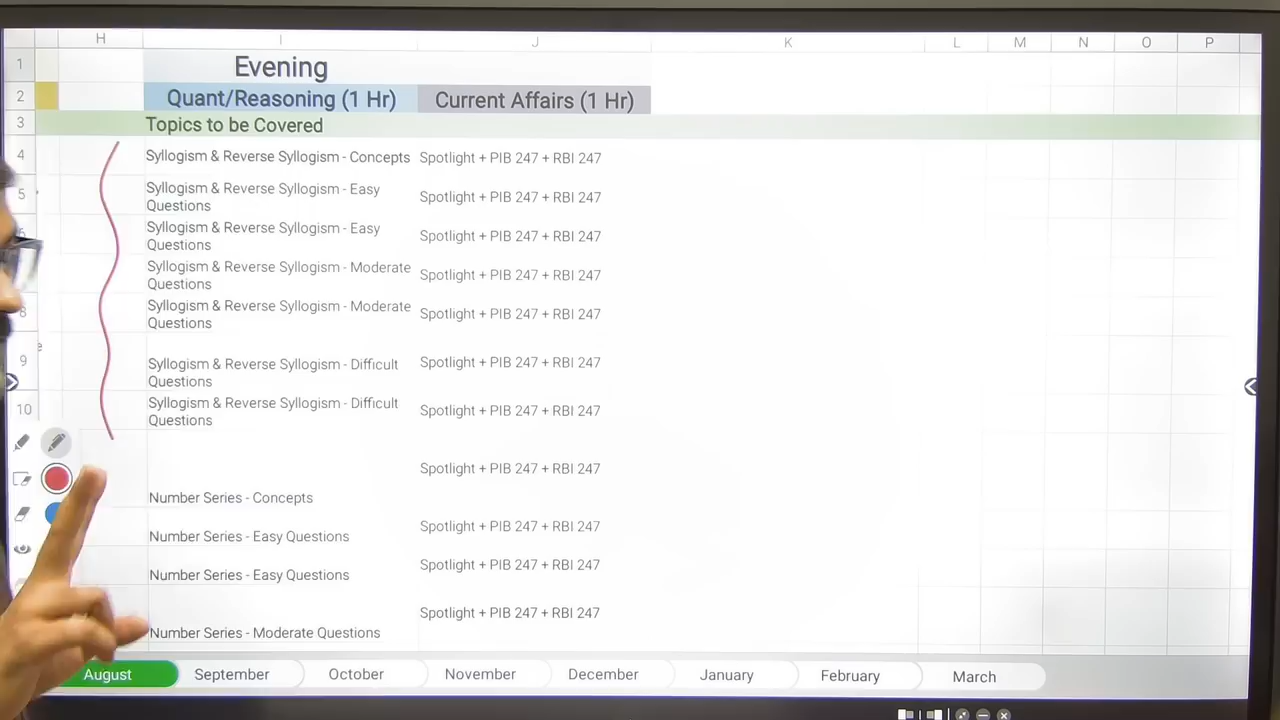 H I J K L M N O P
1 Evening
2 Quant/Reasoning (1 Hr) Current Affairs (1 Hr)
3 Topics to be Covered
4 Syllogism & Reverse Syllogism - Concepts Spotlight + PIB 247 + RBI 247
5 Syllogism & Reverse Syllogism - Easy
Questions
Spotlight + PIB 247 + RBI 247
Syllogism & Reverse Syllogism - Easy
Questions
Spotlight + PIB 247 + RBI 247
Syllogism & Reverse Syllogism - Moderate
Questions
Spotlight + PIB 247 + RBI 247
8 Syllogism & Reverse Syllogism - Moderate
Questions
Spotlight + PIB 247 + RBI 247
9 Syllogism & Reverse Syllogism - Difficult
Questions
Spotlight + PIB 247 + RBI 247
10 Syllogism & Reverse Syllogism - Difficult
Questions
Spotlight + PIB 247 + RBI 247
Number Series - Concepts
Spotlight + PIB 247 + RBI 247
Number Series - Easy Questions
Spotlight + PIB 247 + RBI 247
Number Series - Easy Questions
Spotlight + PIB 247 + RBI 247
Number Series - Moderate Questions
Spotlight + PIB 247 + RBI 247
August September October November December January February March